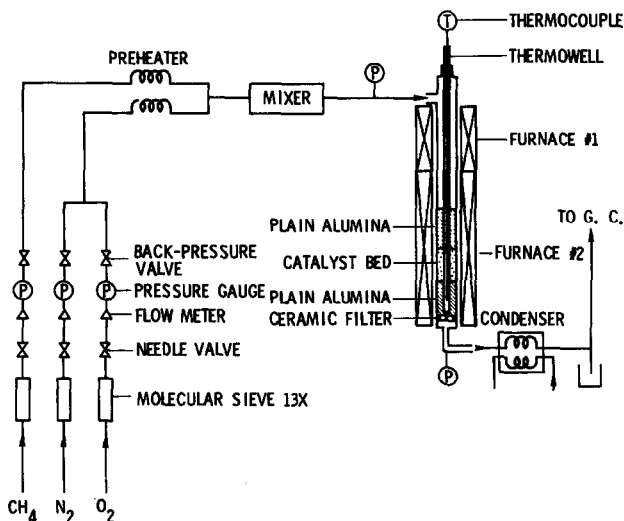 T
THERMOCOUPLE
PREHEATER
THERMOWELL
P
MIXER
FURNACE #1
TO G. C.
PLAIN ALUMINA
BACK-PRESSURE
VALVE
CATALYST BED
FURNACE #2
P P P
PRESSURE GAUGE
PLAIN ALUMINA
FLOW METER
CERAMIC FILTER
CONDENSER
NEEDLE VALVE
P
MOLECULAR SIEVE 13X
CH4 N2 O2